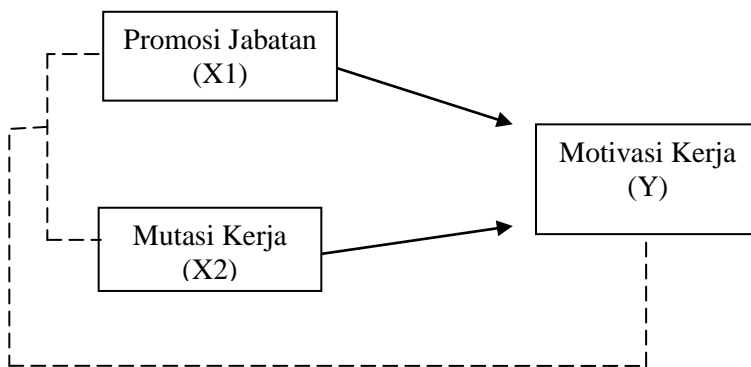 Promosi Jabatan
(X1)
Motivasi Kerja
(Y)
Mutasi Kerja
(X2)